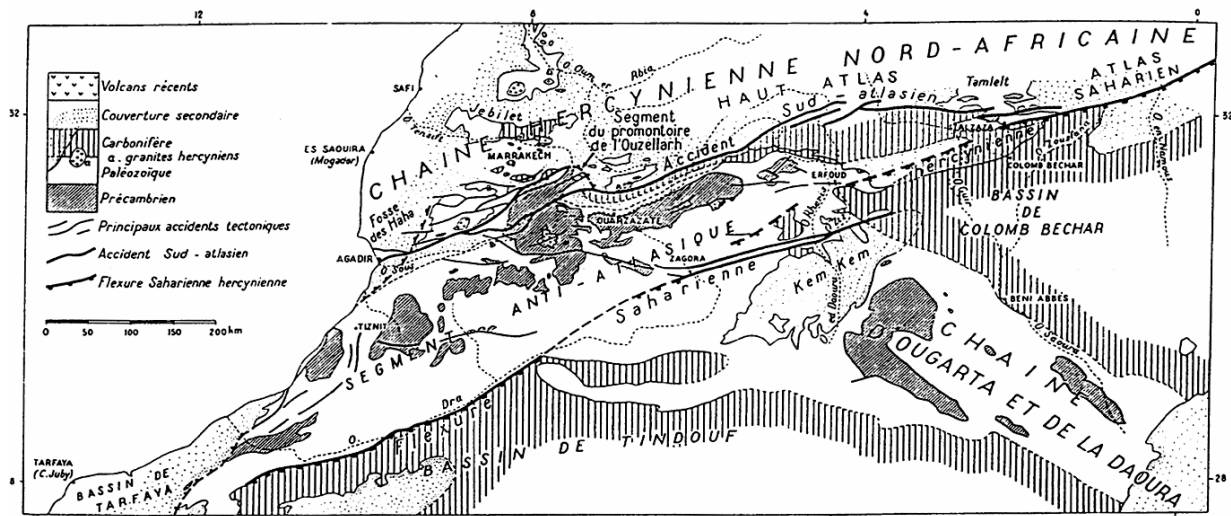 12
8
4
0
32
32
28
8
Volcans récents
Couverture secondaire
Carbonifère
a. granites hercyniens
Paléozoïque
Précambrien
Principaux accidents tectoniques
Accident Sud - atlasien
Flexure Saharienne hercynienne
0 50 100 150 200 km
CHAINE HERCYNIENNE NORD-AFRICAINE
HAUT ATLAS
ATLAS SAHARIEN
Tamlelt
O. Oum er Rbia
SAFI
Jebilet
O. Tensift
ES SAOUIRA
(Mogador)
MARRAKECH
Segment
du promontoire
de l'Ouzellarh
Accident Sud - atlasien
Fosse
des Haha
AGADIR
O. Sous
OUARZAZATE
ERFOUD
COLOMB BECHAR
BASSIN
DE
COLOMB BECHAR
hercynienne
ZAGORA
Kem Kem
TIZNIT
SEGMENT ANTI-ATLASIQUE
Flexure Saharienne
O. Dra
BENI ABBES
O. Saoura
CHAINE
D'OUGARTA ET DE LA DAOURA
BASSIN DE TINDOUF
TARFAYA
(C. Juby)
BASSIN DE
TARFAYA